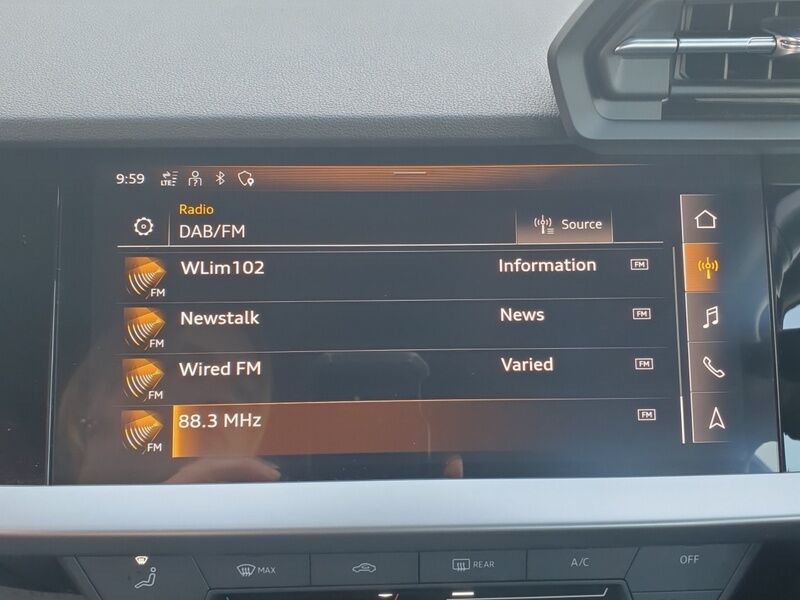 9:59 LTE
Radio
DAB/FM Source
WLim102 Information FM
FM
Newstalk News FM
FM
Wired FM Varied FM
FM
88.3 MHz FM
FM
MAX REAR A/C OFF